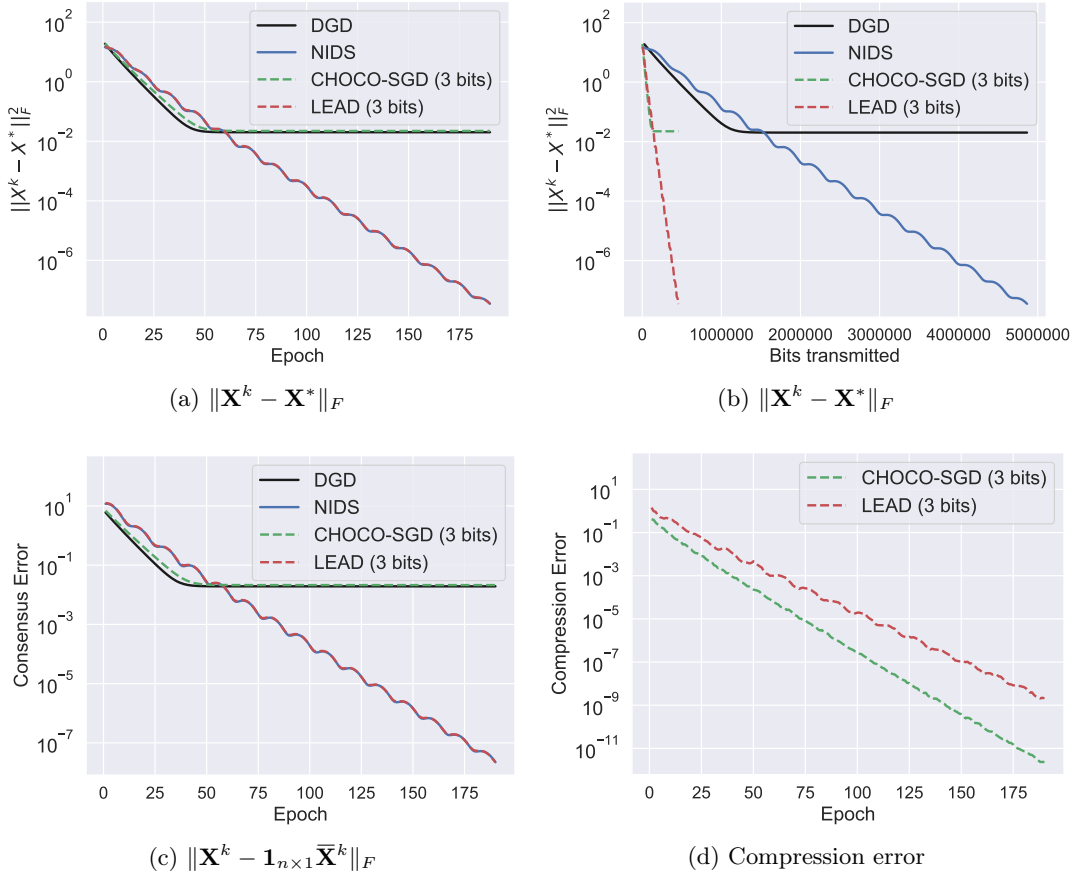 DGD
NIDS
CHOCO-SGD (3 bits)
LEAD (3 bits)
||X^k − X^*||_F^2
10^2
10^0
10^−2
10^−4
10^−6
0 25 50 75 100 125 150 175
Epoch
(a) ‖X^k − X^*‖_F
DGD
NIDS
CHOCO-SGD (3 bits)
LEAD (3 bits)
||X^k − X^*||_F^2
10^2
10^0
10^−2
10^−4
10^−6
0 1000000 2000000 3000000 4000000 5000000
Bits transmitted
(b) ‖X^k − X^*‖_F
DGD
NIDS
CHOCO-SGD (3 bits)
LEAD (3 bits)
Consensus Error
10^1
10^−1
10^−3
10^−5
10^−7
0 25 50 75 100 125 150 175
Epoch
(c) ‖X^k − 1_{n×1}X̅^k‖_F
CHOCO-SGD (3 bits)
LEAD (3 bits)
Compression Error
10^1
10^−1
10^−3
10^−5
10^−7
10^−9
10^−11
0 25 50 75 100 125 150 175
Epoch
(d) Compression error